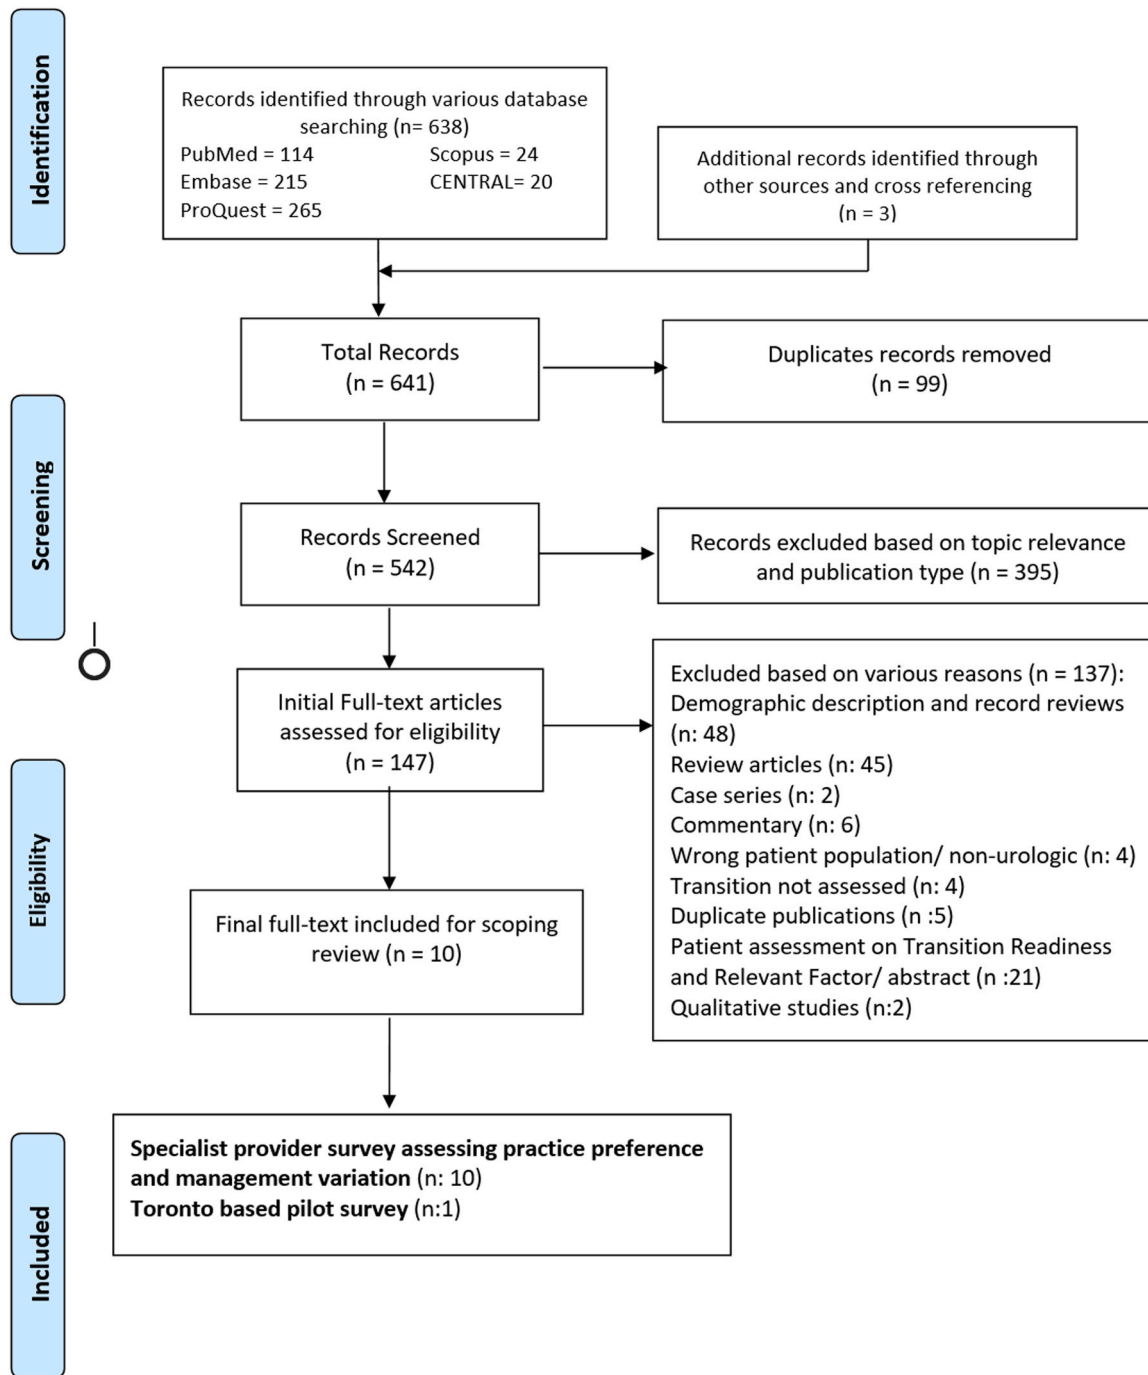 Identification
Records identified through various database
searching (n= 638)
PubMed = 114 Scopus = 24
Embase = 215 CENTRAL= 20
ProQuest = 265
Additional records identified through
other sources and cross referencing
(n = 3)
Total Records
(n = 641)
Duplicates records removed
(n = 99)
Screening
Records Screened
(n = 542)
Records excluded based on topic relevance
and publication type (n = 395)
Initial Full-text articles
assessed for eligibility
(n = 147)
Excluded based on various reasons (n = 137):
Demographic description and record reviews
(n: 48)
Review articles (n: 45)
Case series (n: 2)
Commentary (n: 6)
Wrong patient population/ non-urologic (n: 4)
Transition not assessed (n: 4)
Duplicate publications (n :5)
Patient assessment on Transition Readiness
and Relevant Factor/ abstract (n :21)
Qualitative studies (n:2)
Eligibility
Final full-text included for scoping
review (n = 10)
Included
Specialist provider survey assessing practice preference
and management variation (n: 10)
Toronto based pilot survey (n:1)